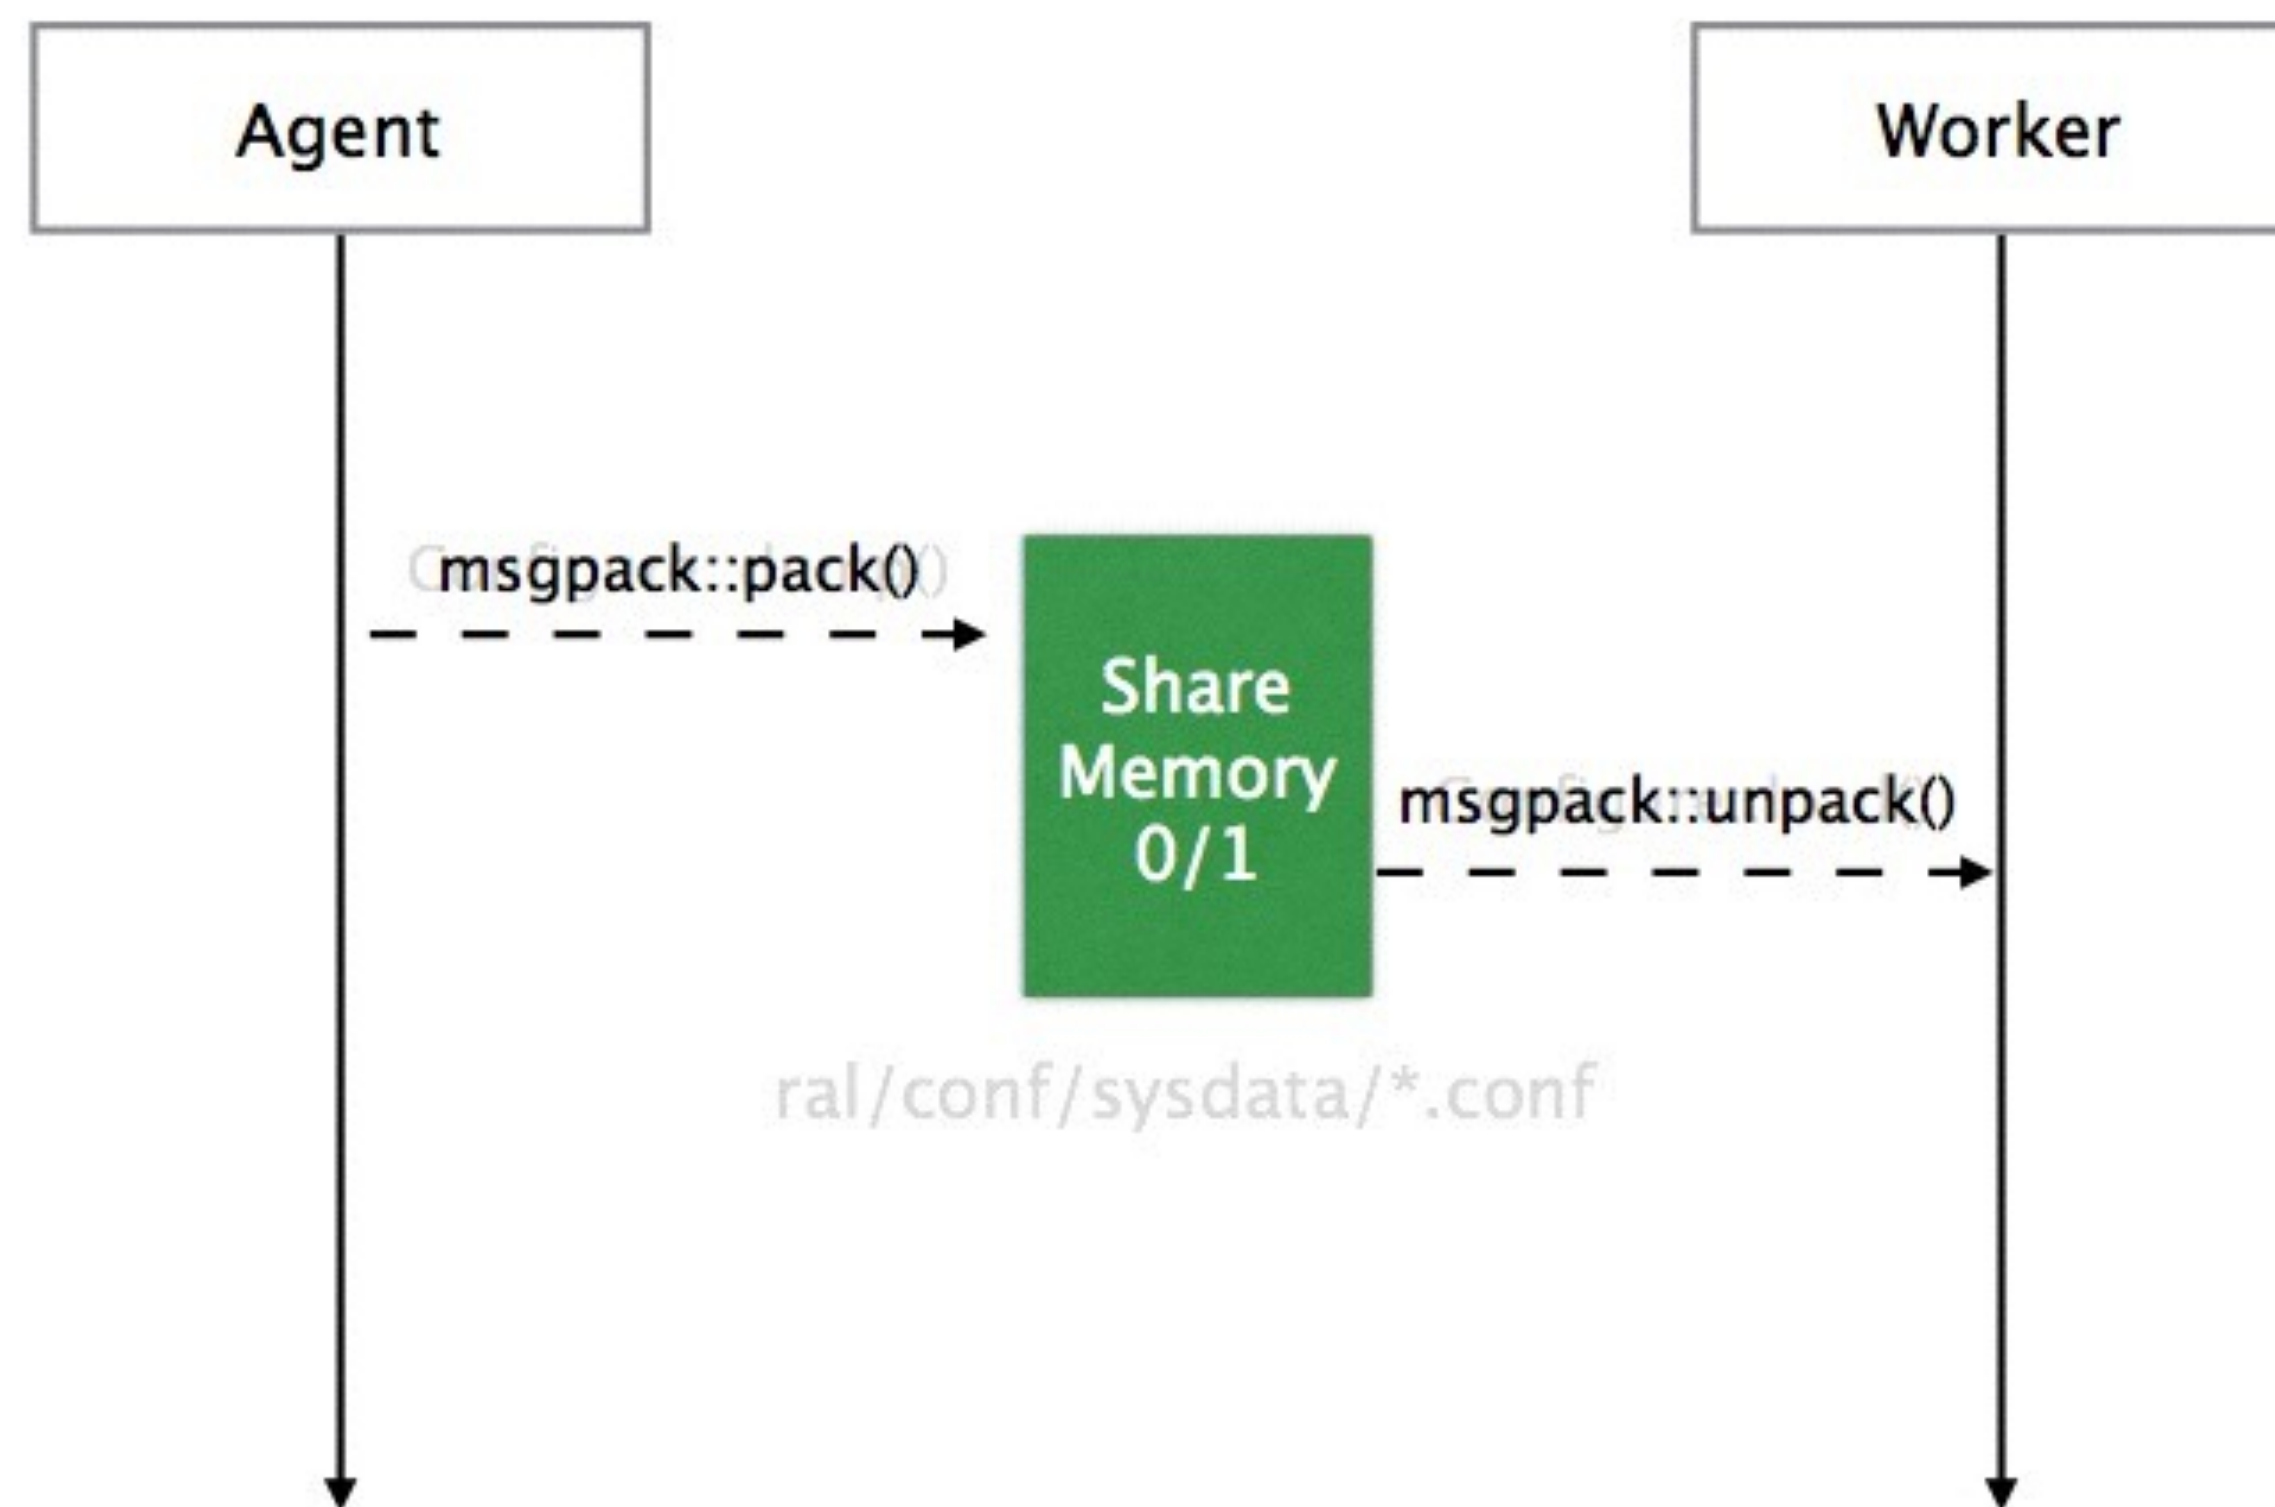 Agent
Worker
msgpack::pack()
Share
Memory
0/1
msgpack::unpack()
ral/conf/sysdata/*.conf